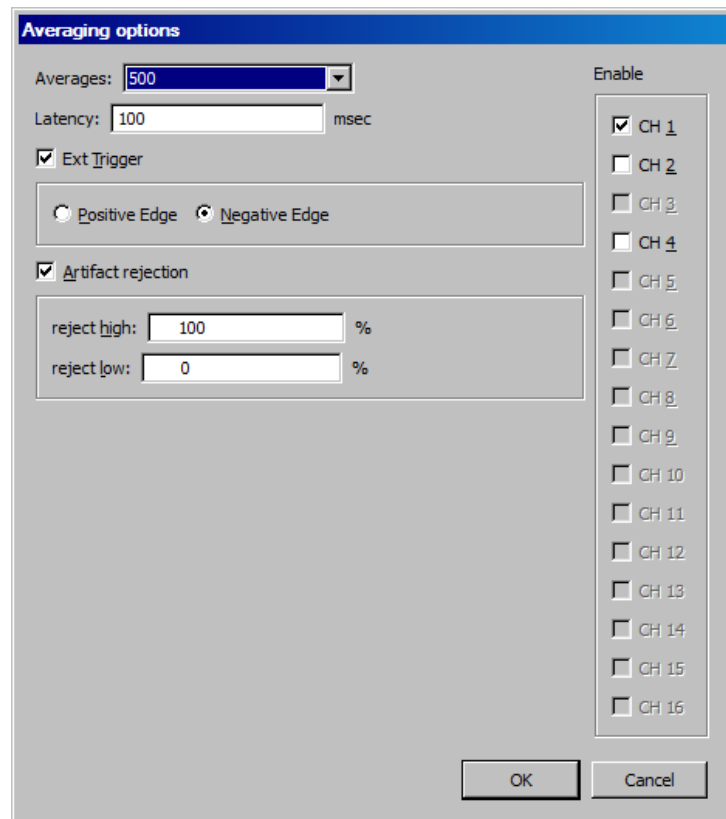 Averaging options
Averages: 500
Latency: 100 msec
Ext Trigger
Positive Edge Negative Edge
Artifact rejection
reject high: 100 %
reject low: 0 %
Enable
CH 1
CH 2
CH 3
CH 4
CH 5
CH 6
CH 7
CH 8
CH 9
CH 10
CH 11
CH 12
CH 13
CH 14
CH 15
CH 16
OK Cancel